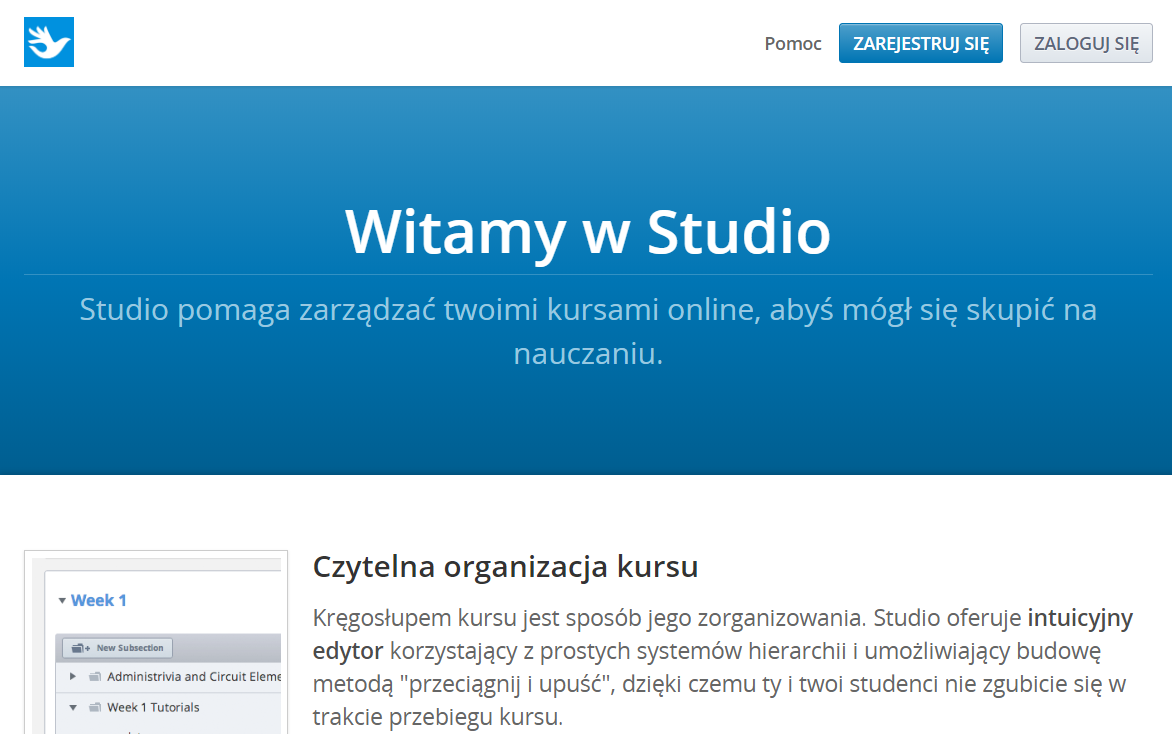 Pomoc
ZAREJESTRUJ SIĘ
ZALOGUJ SIĘ
Witamy w Studio
Studio pomaga zarządzać twoimi kursami online, abyś mógł się skupić na
nauczaniu.
Czytelna organizacja kursu
Kręgosłupem kursu jest sposób jego zorganizowania. Studio oferuje intuicyjny
edytor korzystający z prostych systemów hierarchii i umożliwiający budowę
metodą "przeciągnij i upuść", dzięki czemu ty i twoi studenci nie zgubicie się w
trakcie przebiegu kursu.
Week 1
New Subsection
Administrivia and Circuit Eleme
Week 1 Tutorials